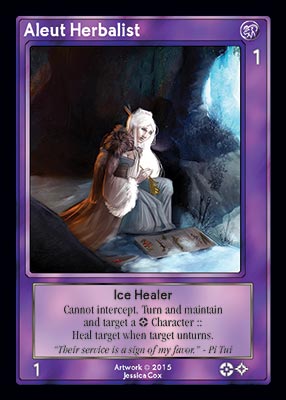 Aleut Herbalist
1
Ice Healer
Cannot intercept. Turn and maintain
and target a Character ::
Heal target when target unturns.
"Their service is a sign of my favor." - Pi Tui
1
Artwork © 2015
Jessica Cox